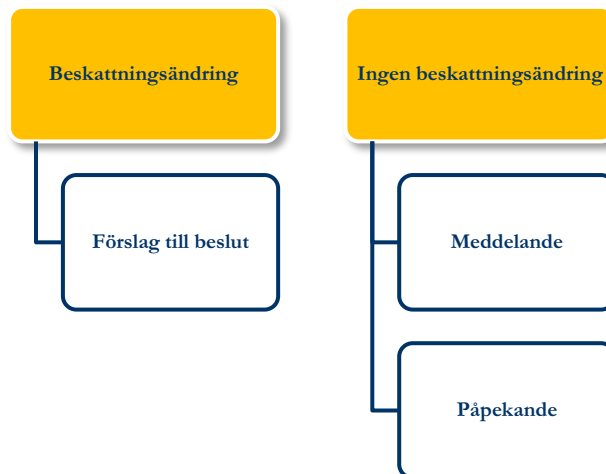 Beskattningsändring
Förslag till beslut
Ingen beskattningsändring
Meddelande
Påpekande